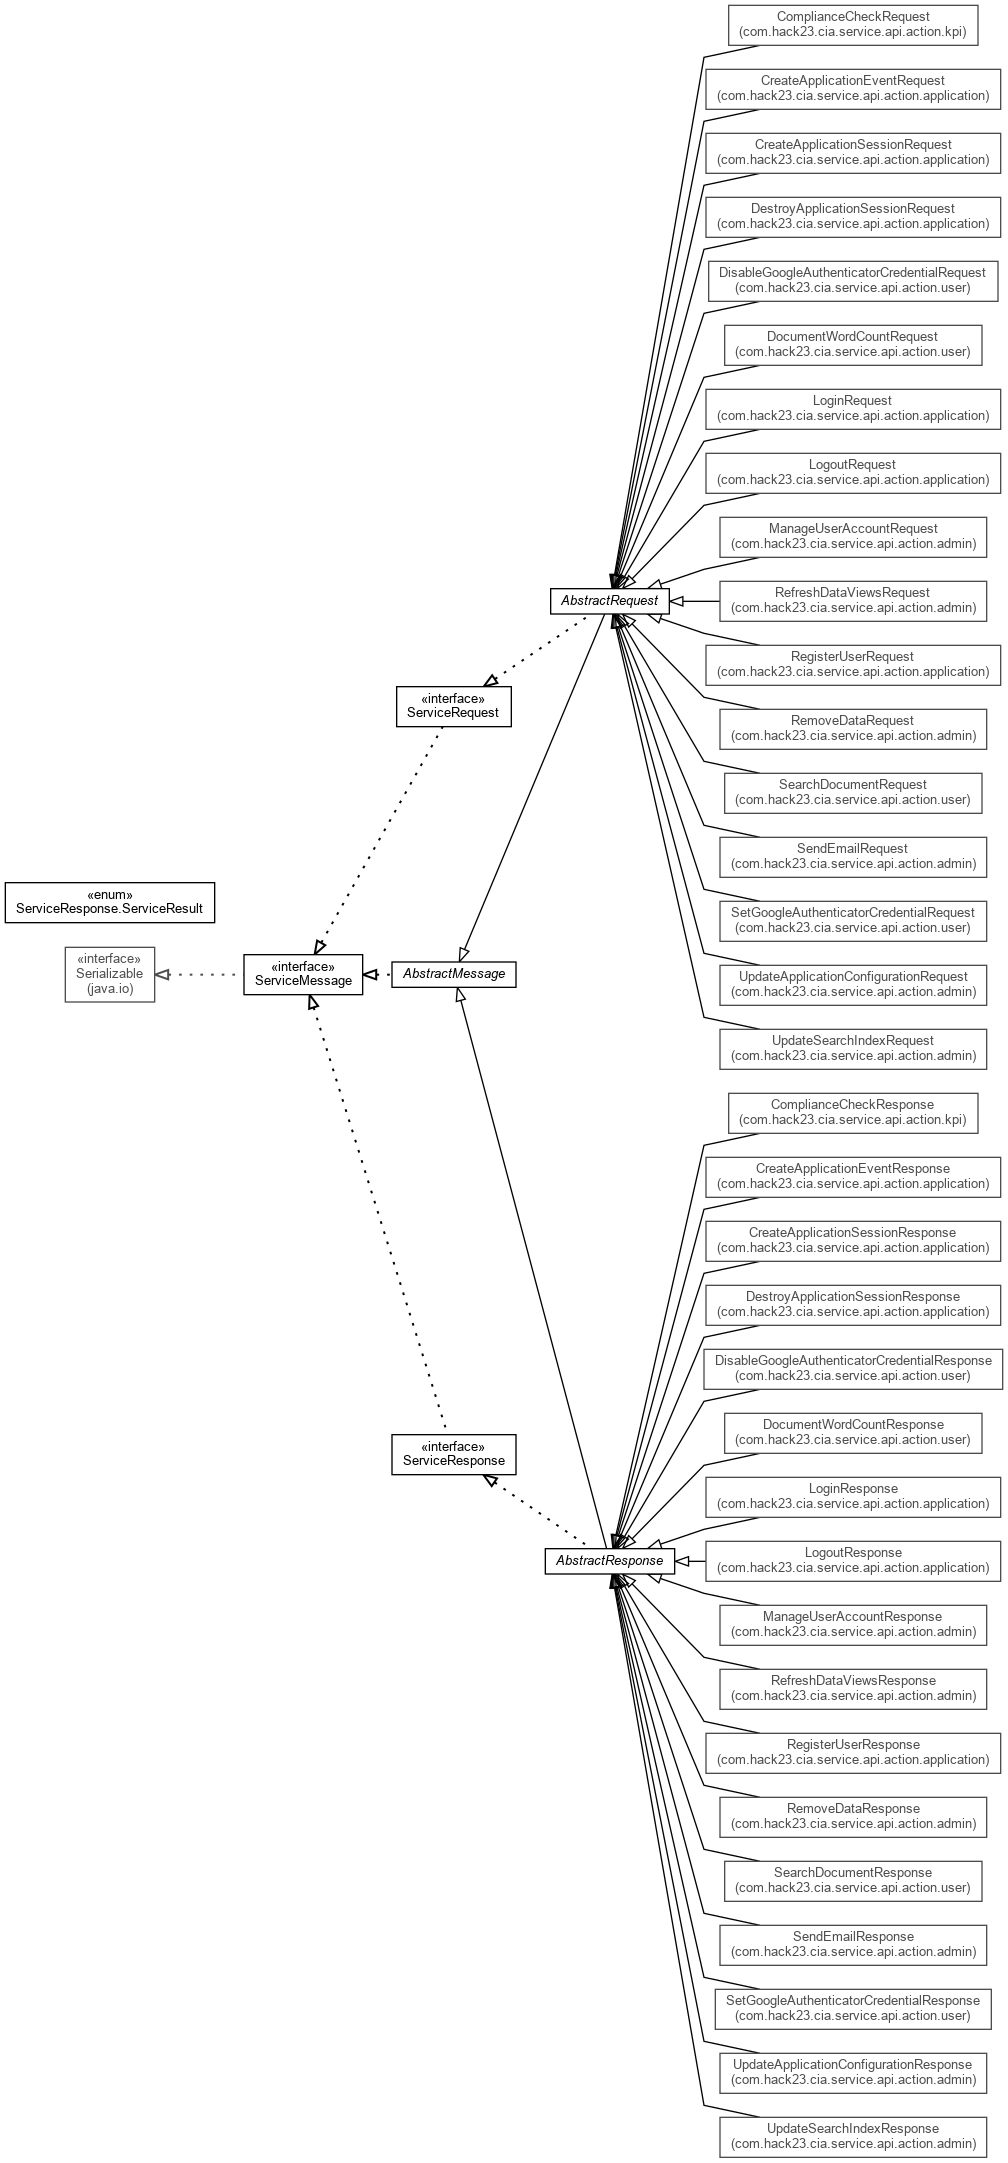 ComplianceCheckRequest
(com.hack23.cia.service.api.action.kpi)
CreateApplicationEventRequest
(com.hack23.cia.service.api.action.application)
CreateApplicationSessionRequest
(com.hack23.cia.service.api.action.application)
DestroyApplicationSessionRequest
(com.hack23.cia.service.api.action.application)
DisableGoogleAuthenticatorCredentialRequest
(com.hack23.cia.service.api.action.user)
DocumentWordCountRequest
(com.hack23.cia.service.api.action.user)
LoginRequest
(com.hack23.cia.service.api.action.application)
LogoutRequest
(com.hack23.cia.service.api.action.application)
ManageUserAccountRequest
(com.hack23.cia.service.api.action.admin)
AbstractRequest
RefreshDataViewsRequest
(com.hack23.cia.service.api.action.admin)
RegisterUserRequest
(com.hack23.cia.service.api.action.application)
«interface»
ServiceRequest
RemoveDataRequest
(com.hack23.cia.service.api.action.admin)
SearchDocumentRequest
(com.hack23.cia.service.api.action.user)
SendEmailRequest
(com.hack23.cia.service.api.action.admin)
«enum»
ServiceResponse.ServiceResult
SetGoogleAuthenticatorCredentialRequest
(com.hack23.cia.service.api.action.user)
«interface»
Serializable
(java.io)
«interface»
ServiceMessage
AbstractMessage
UpdateApplicationConfigurationRequest
(com.hack23.cia.service.api.action.admin)
UpdateSearchIndexRequest
(com.hack23.cia.service.api.action.admin)
ComplianceCheckResponse
(com.hack23.cia.service.api.action.kpi)
CreateApplicationEventResponse
(com.hack23.cia.service.api.action.application)
CreateApplicationSessionResponse
(com.hack23.cia.service.api.action.application)
DestroyApplicationSessionResponse
(com.hack23.cia.service.api.action.application)
DisableGoogleAuthenticatorCredentialResponse
(com.hack23.cia.service.api.action.user)
DocumentWordCountResponse
(com.hack23.cia.service.api.action.user)
«interface»
ServiceResponse
LoginResponse
(com.hack23.cia.service.api.action.application)
AbstractResponse
LogoutResponse
(com.hack23.cia.service.api.action.application)
ManageUserAccountResponse
(com.hack23.cia.service.api.action.admin)
RefreshDataViewsResponse
(com.hack23.cia.service.api.action.admin)
RegisterUserResponse
(com.hack23.cia.service.api.action.application)
RemoveDataResponse
(com.hack23.cia.service.api.action.admin)
SearchDocumentResponse
(com.hack23.cia.service.api.action.user)
SendEmailResponse
(com.hack23.cia.service.api.action.admin)
SetGoogleAuthenticatorCredentialResponse
(com.hack23.cia.service.api.action.user)
UpdateApplicationConfigurationResponse
(com.hack23.cia.service.api.action.admin)
UpdateSearchIndexResponse
(com.hack23.cia.service.api.action.admin)